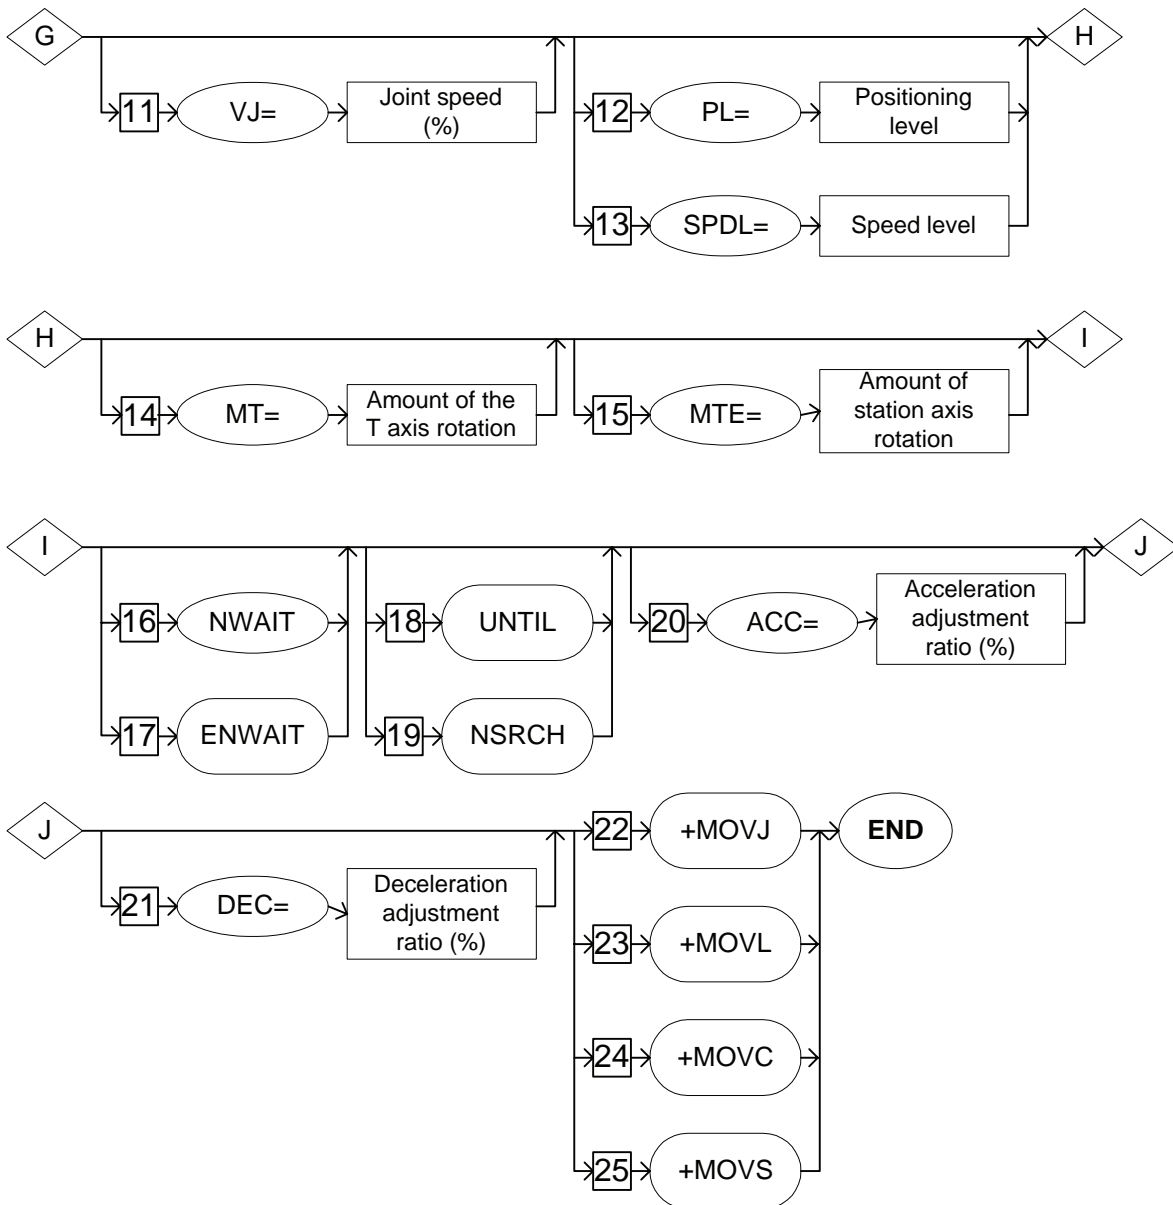 G
H
11
VJ=
Joint speed
(%)
12
PL=
Positioning
level
13
SPDL=
Speed level
H
I
14
MT=
Amount of the
T axis rotation
15
MTE=
Amount of
station axis
rotation
I
J
16
NWAIT
18
UNTIL
20
ACC=
Acceleration
adjustment
ratio (%)
17
ENWAIT
19
NSRCH
J
22
+MOVJ
END
21
DEC=
Deceleration
adjustment
ratio (%)
23
+MOVL
24
+MOVC
25
+MOVS